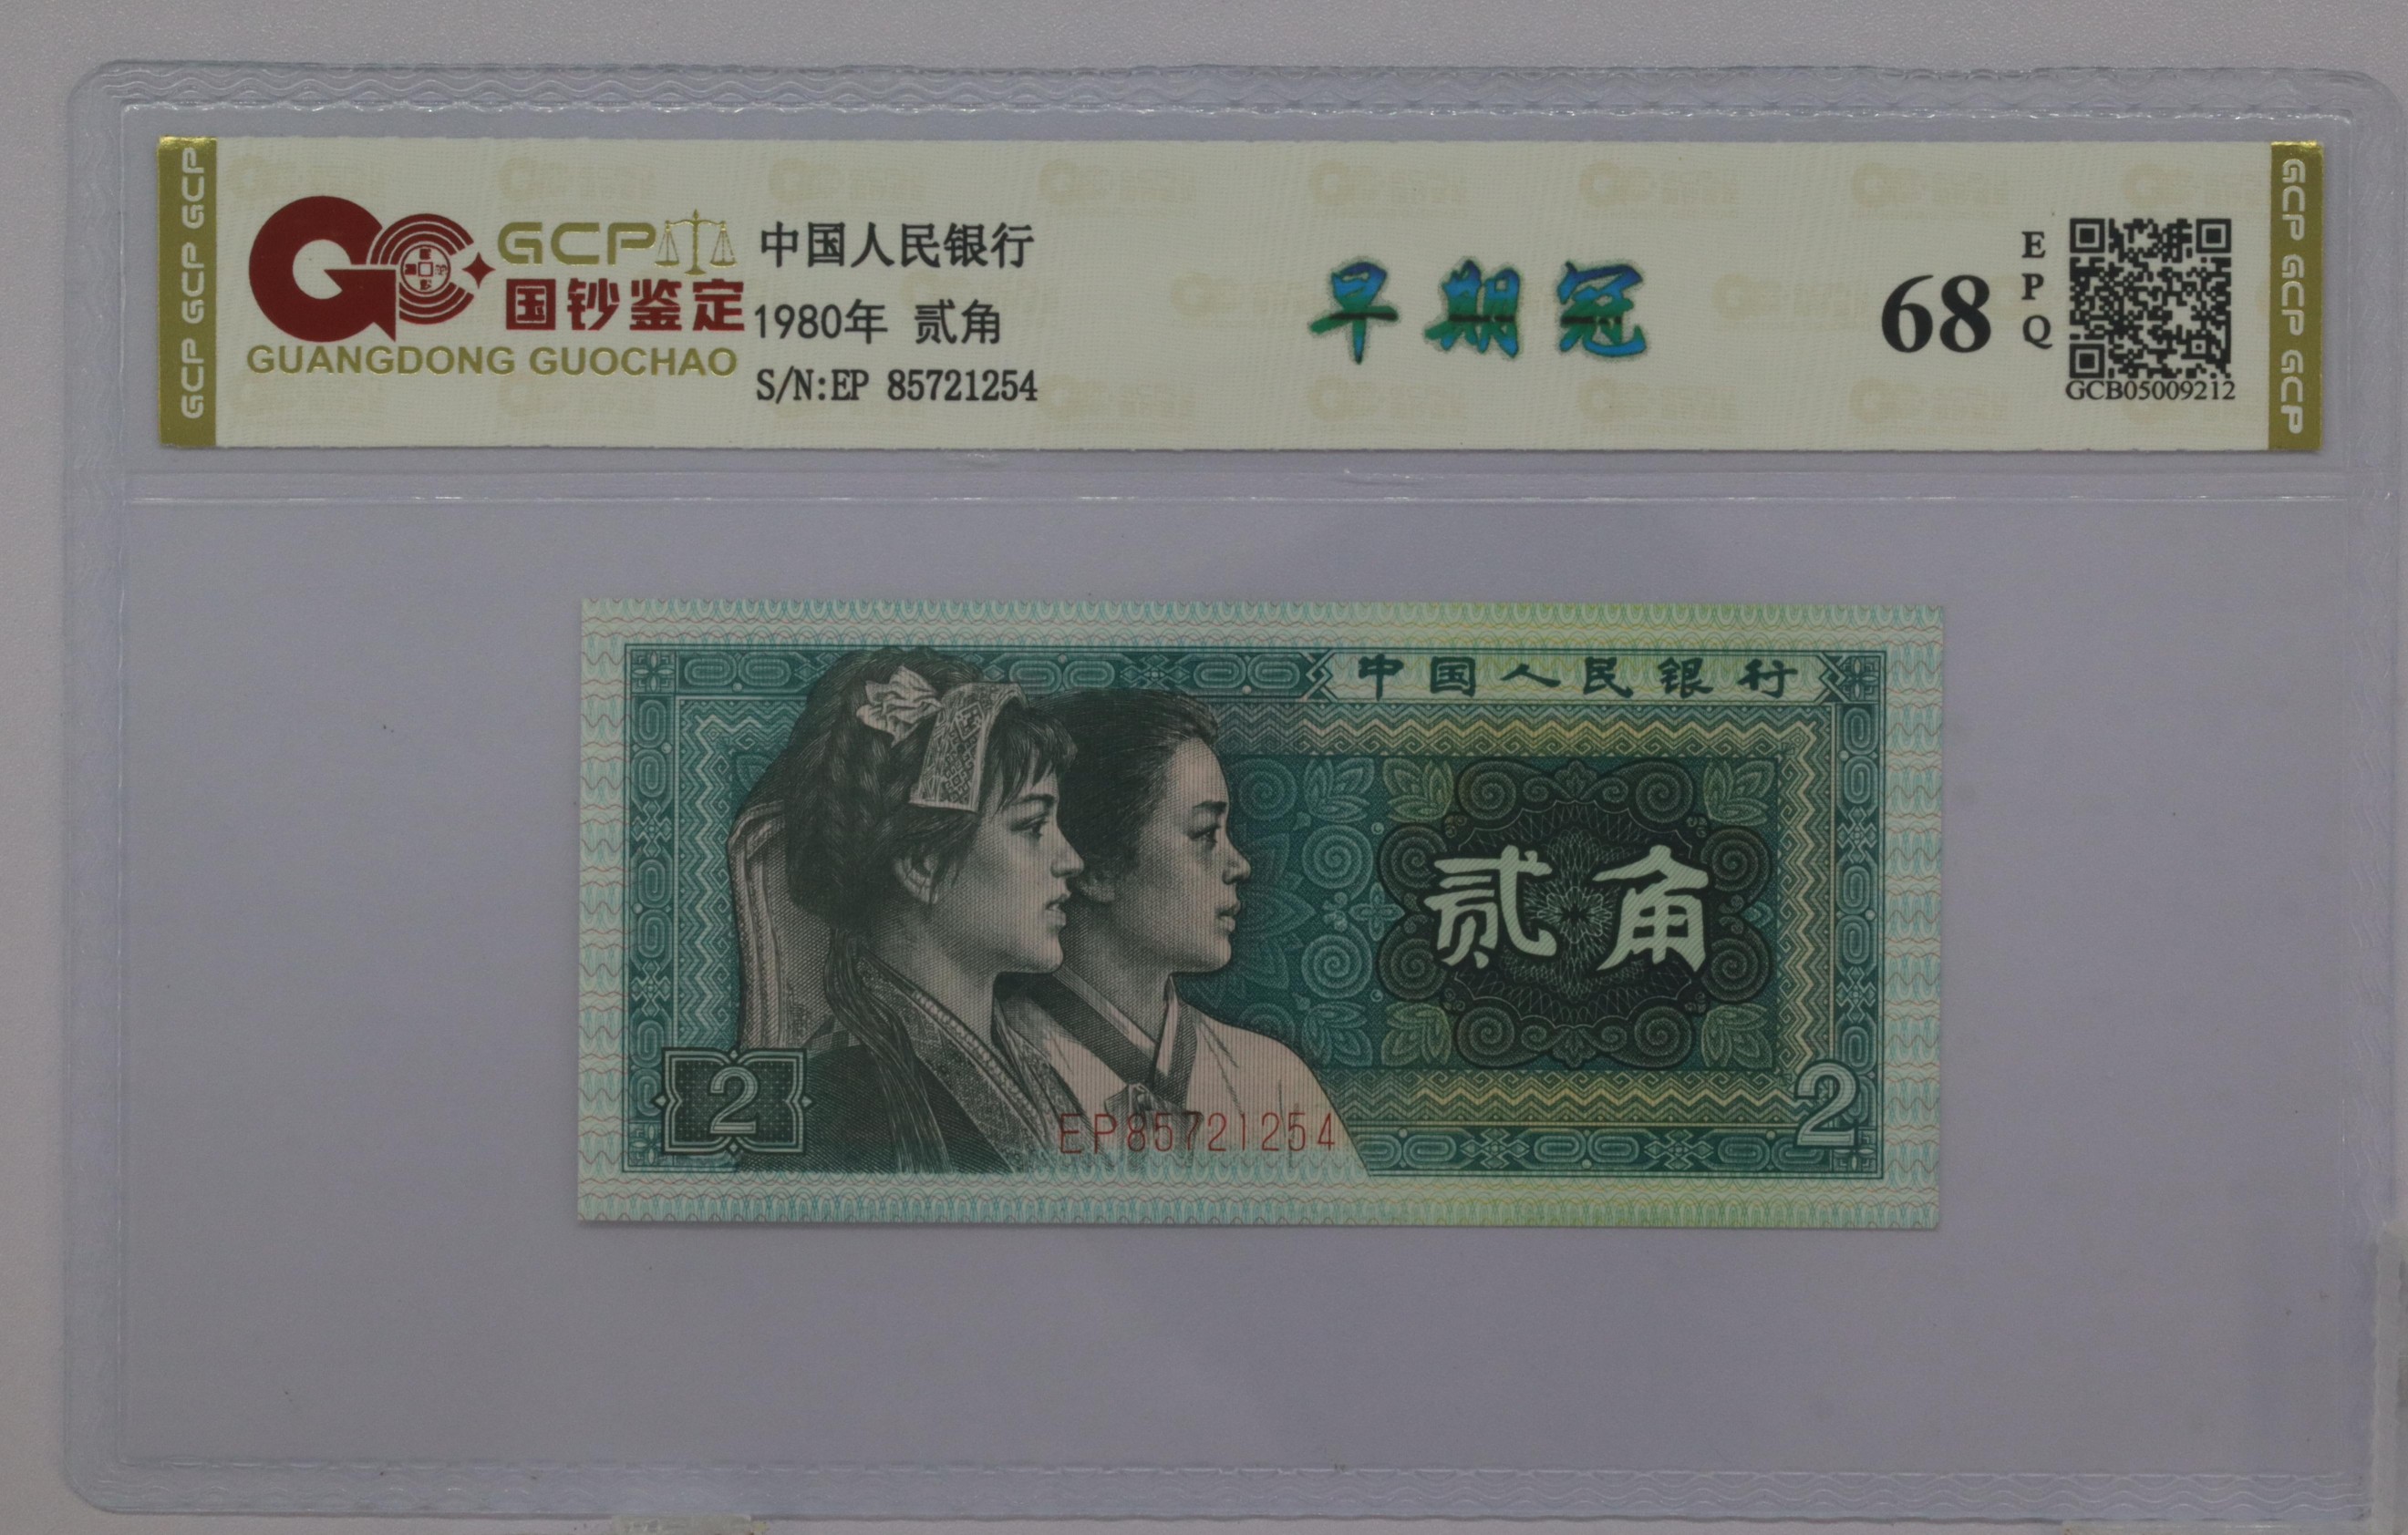 GCP GCP GCP
GCP
国钞鉴定
GUANGDONG GUOCHAO
中国人民银行
1980年 贰角
S/N:EP 85721254
早期冠
68
EPQ
GCB05009212
GCP GCP GCP
中国人民银行
贰角
2
EP85721254
2